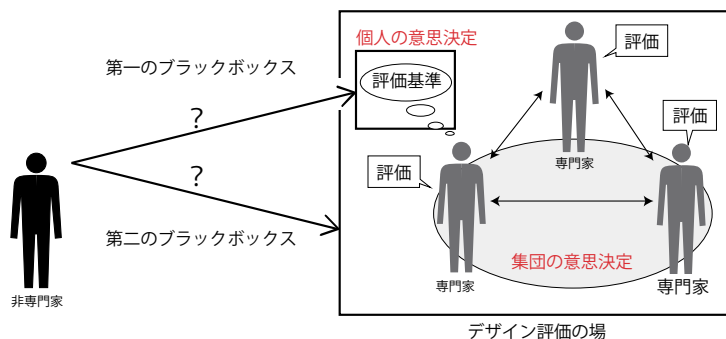 個人の意思決定
評価
第一のブラックボックス
評価基準
?
評価
専門家
評価
?
第二のブラックボックス
集団の意思決定
専門家
専門家
非専門家
デザイン評価の場